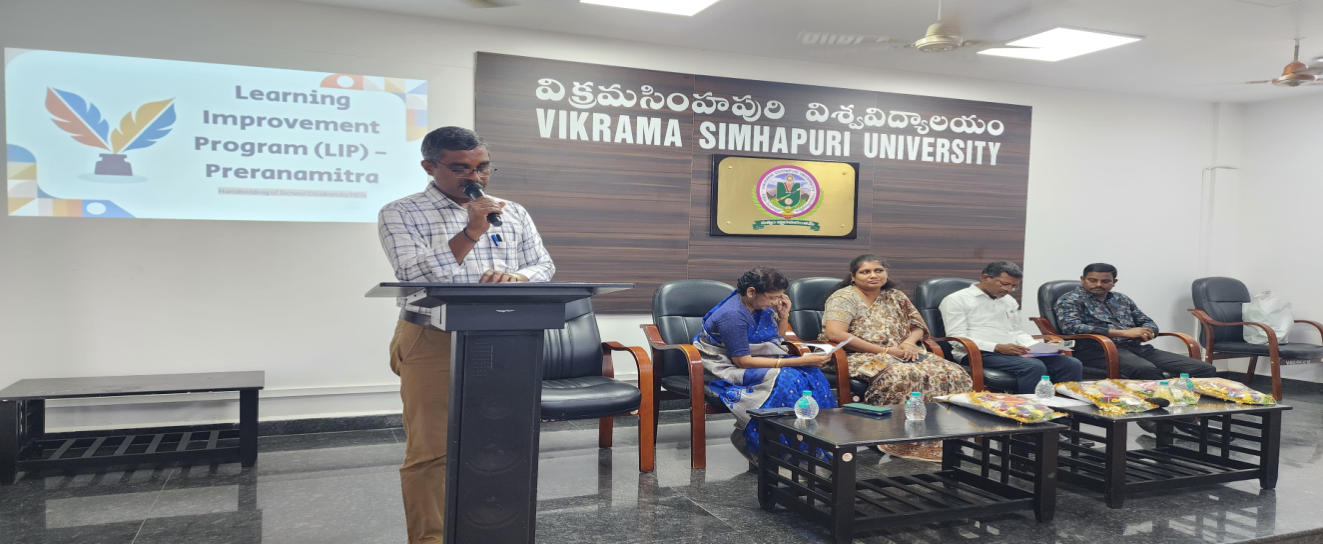 Learning
Improvement
Program (LIP) –
Preranamitra
విక్రమసింహపురి విశ్వవిద్యాలయం
VIKRAMA SIMHAPURI UNIVERSITY